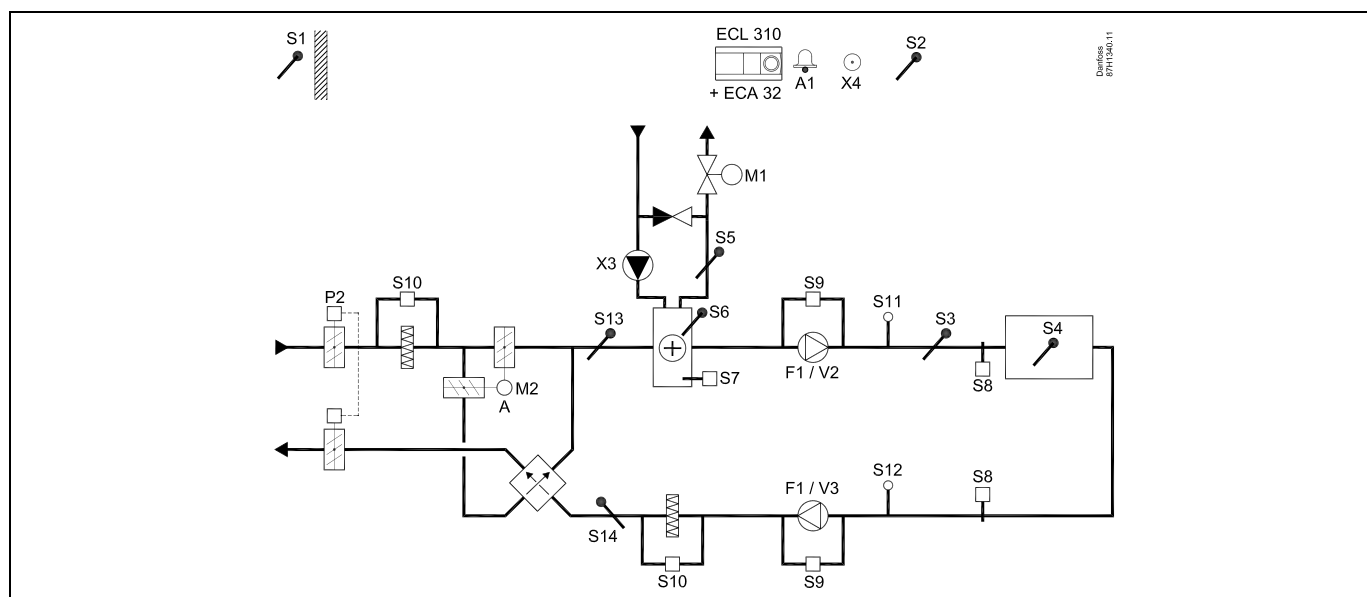 S1
ECL 310
+ ECA 32
A1
X4
S2
Danfoss
87H1340.11
M1
S5
X3
S10
P2
S13
S6
S9
S11
S3
S4
F1 / V2
S8
S7
M2
A
S12
S8
F1 / V3
S14
S10
S9